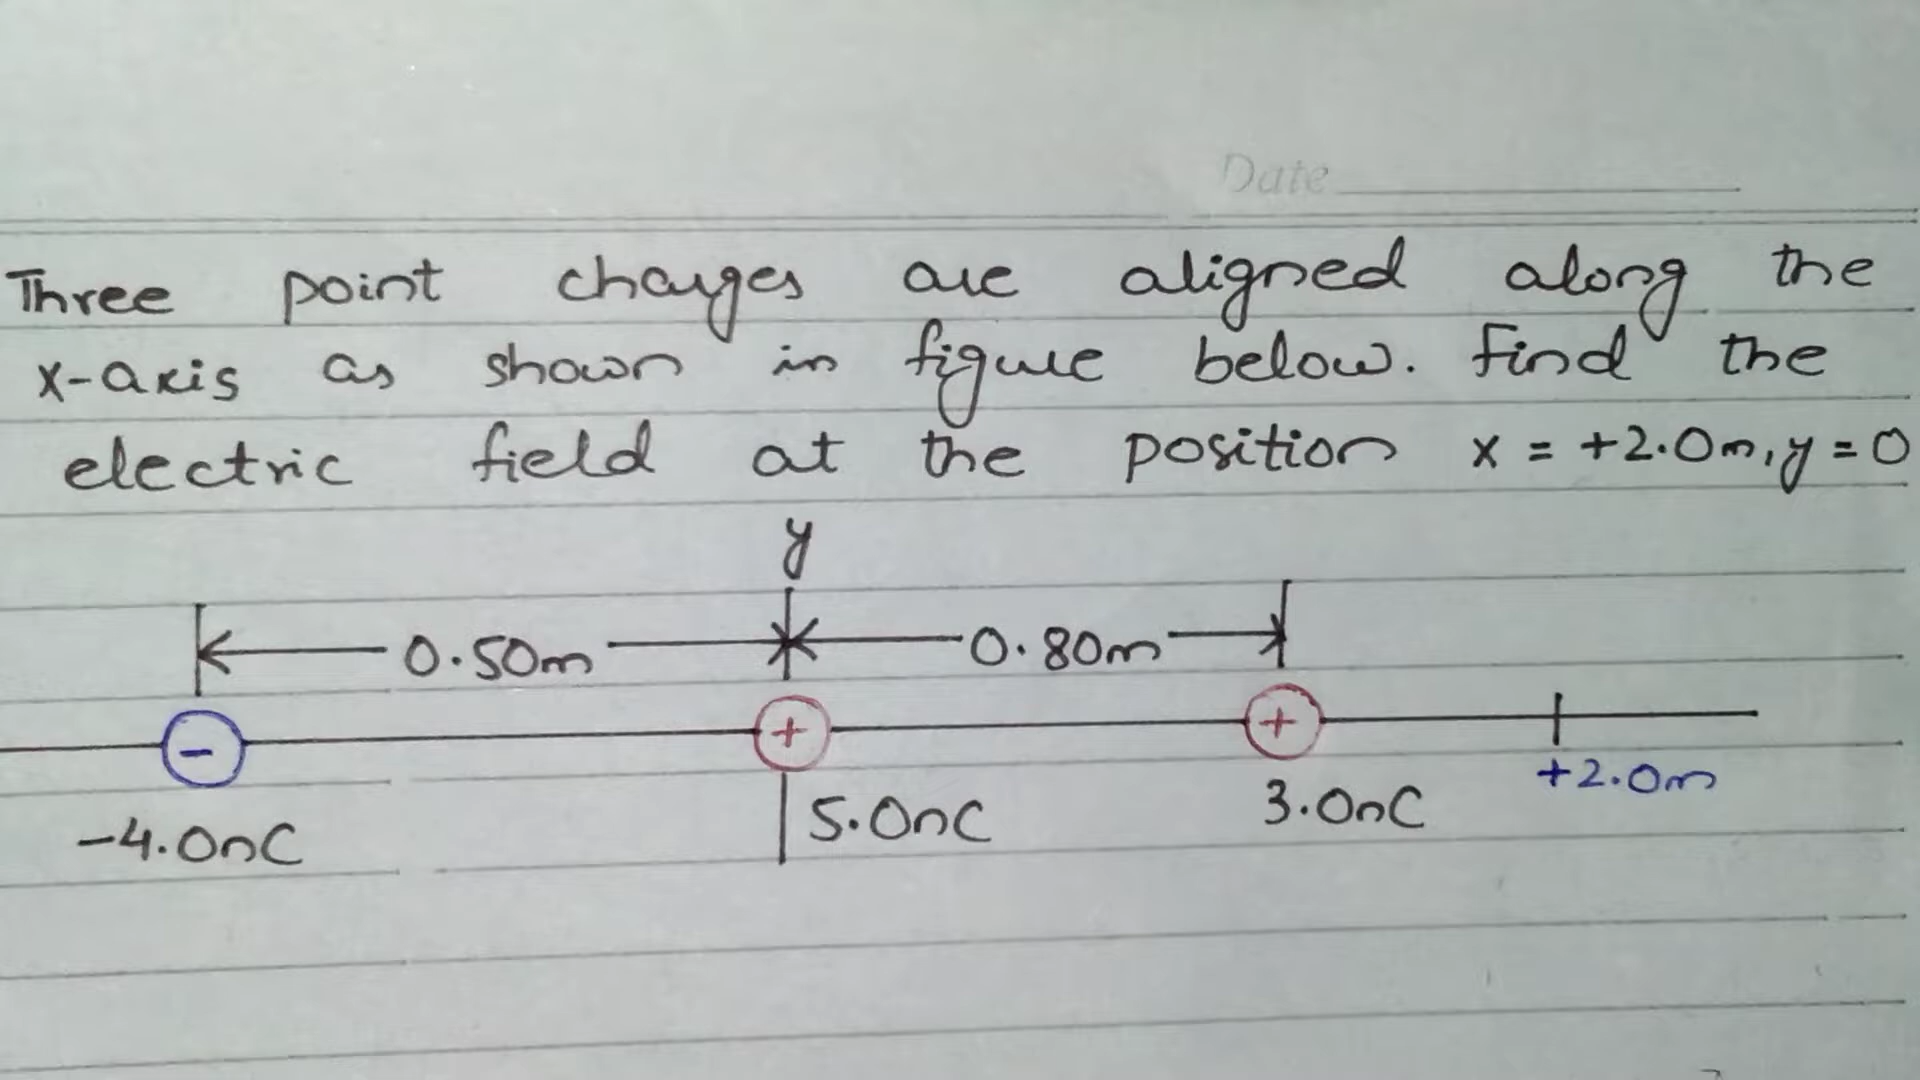 Date
Three point charges are aligned along the
x-axis as shown in figure below. Find the
electric field at the position x = +2.0m, y = 0
y
0.50m 0.80m
- + +
+2.0m
-4.0nC 5.0nC 3.0nC